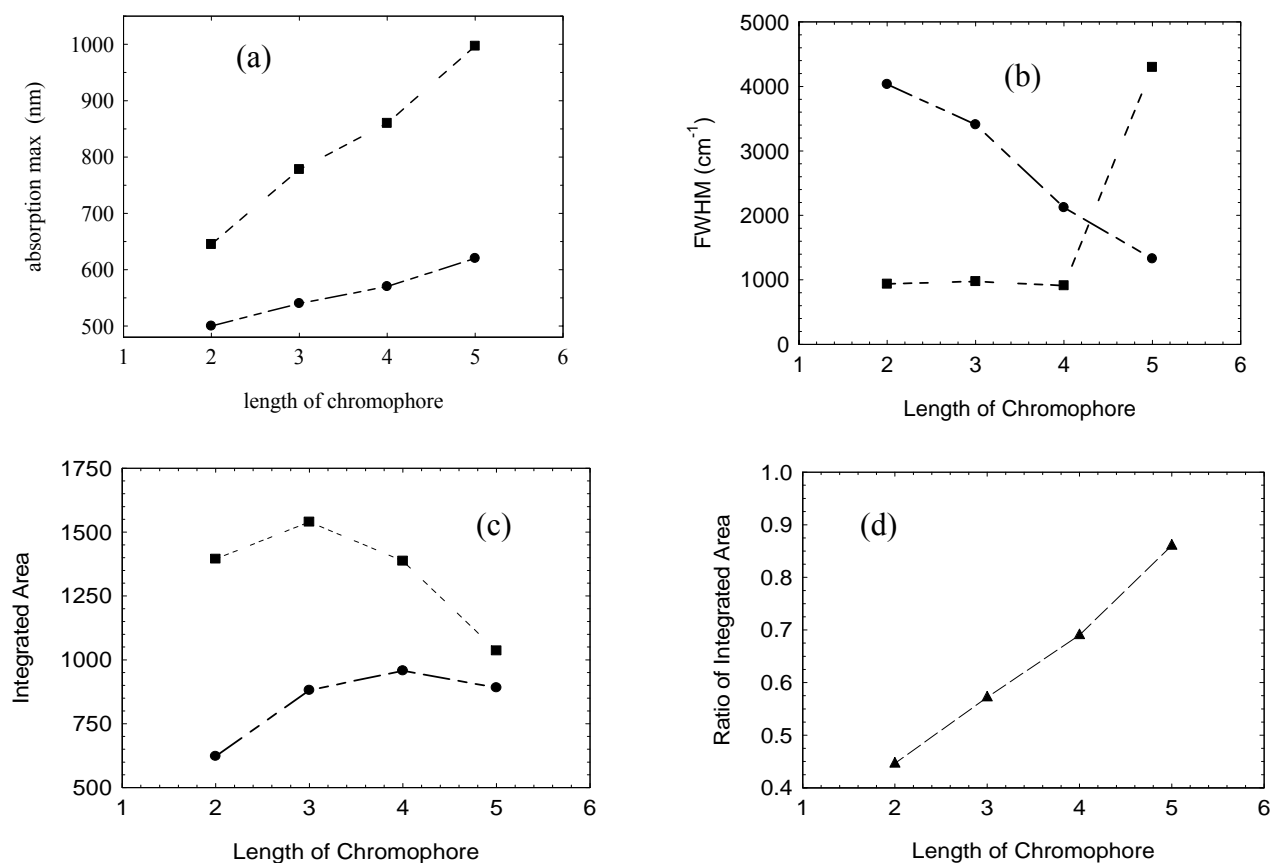 (a)
absorption max (nm)
1000
900
800
700
600
500
1 2 3 4 5 6
length of chromophore
(b)
FWHM (cm-1)
5000
4000
3000
2000
1000
0
1 2 3 4 5 6
Length of Chromophore
(c)
Integrated Area
1750
1500
1250
1000
750
500
1 2 3 4 5 6
Length of Chromophore
(d)
Ratio of Integrated Area
1.0
0.9
0.8
0.7
0.6
0.5
0.4
1 2 3 4 5 6
Length of Chromophore